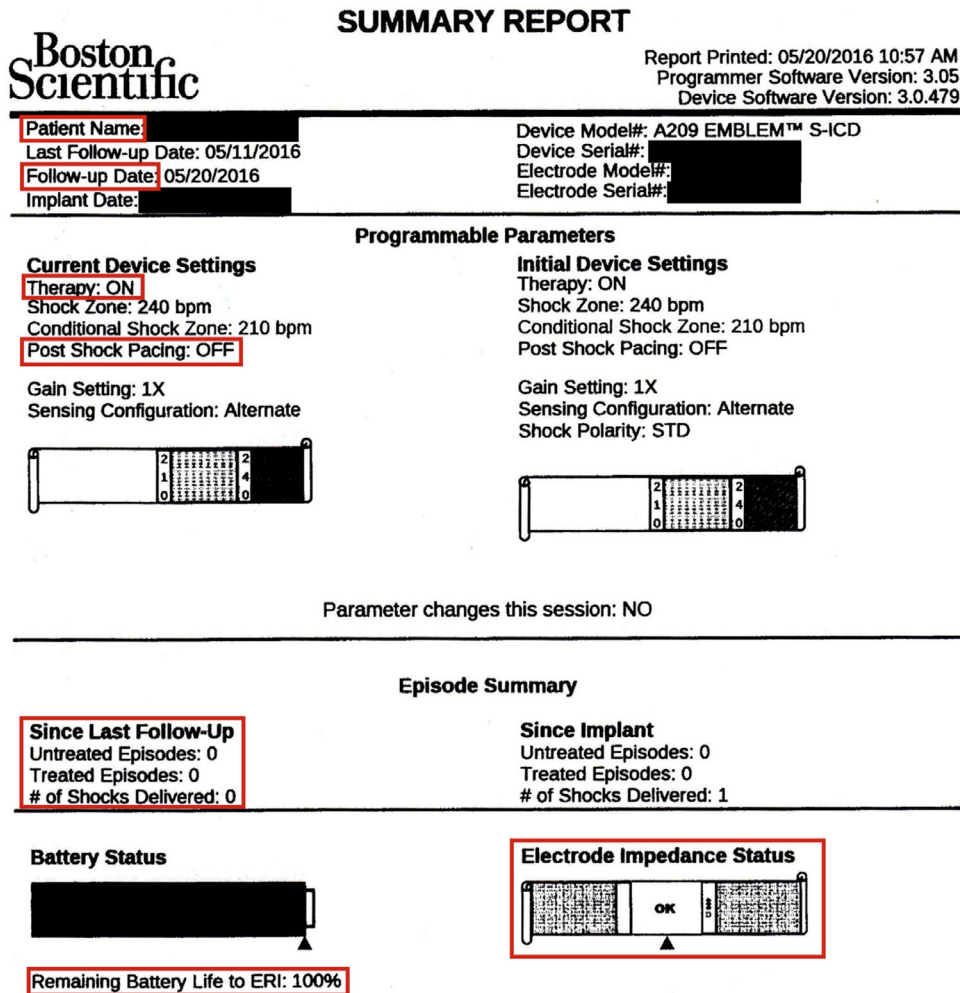 SUMMARY REPORT
Boston
Scientific
Report Printed: 05/20/2016 10:57 AM
Programmer Software Version: 3.05
Device Software Version: 3.0.479
Patient Name:
Last Follow-up Date: 05/11/2016
Follow-up Date: 05/20/2016
Implant Date:
Device Model#: A209 EMBLEM™ S-ICD
Device Serial#:
Electrode Model#:
Electrode Serial#:
Programmable Parameters
Current Device Settings
Therapy: ON
Shock Zone: 240 bpm
Conditional Shock Zone: 210 bpm
Post Shock Pacing: OFF
Gain Setting: 1X
Sensing Configuration: Alternate
210
240
Initial Device Settings
Therapy: ON
Shock Zone: 240 bpm
Conditional Shock Zone: 210 bpm
Post Shock Pacing: OFF
Gain Setting: 1X
Sensing Configuration: Alternate
Shock Polarity: STD
210
240
Parameter changes this session: NO
Episode Summary
Since Last Follow-Up
Untreated Episodes: 0
Treated Episodes: 0
# of Shocks Delivered: 0
Since Implant
Untreated Episodes: 0
Treated Episodes: 0
# of Shocks Delivered: 1
Battery Status
Remaining Battery Life to ERI: 100%
Electrode Impedance Status
OK